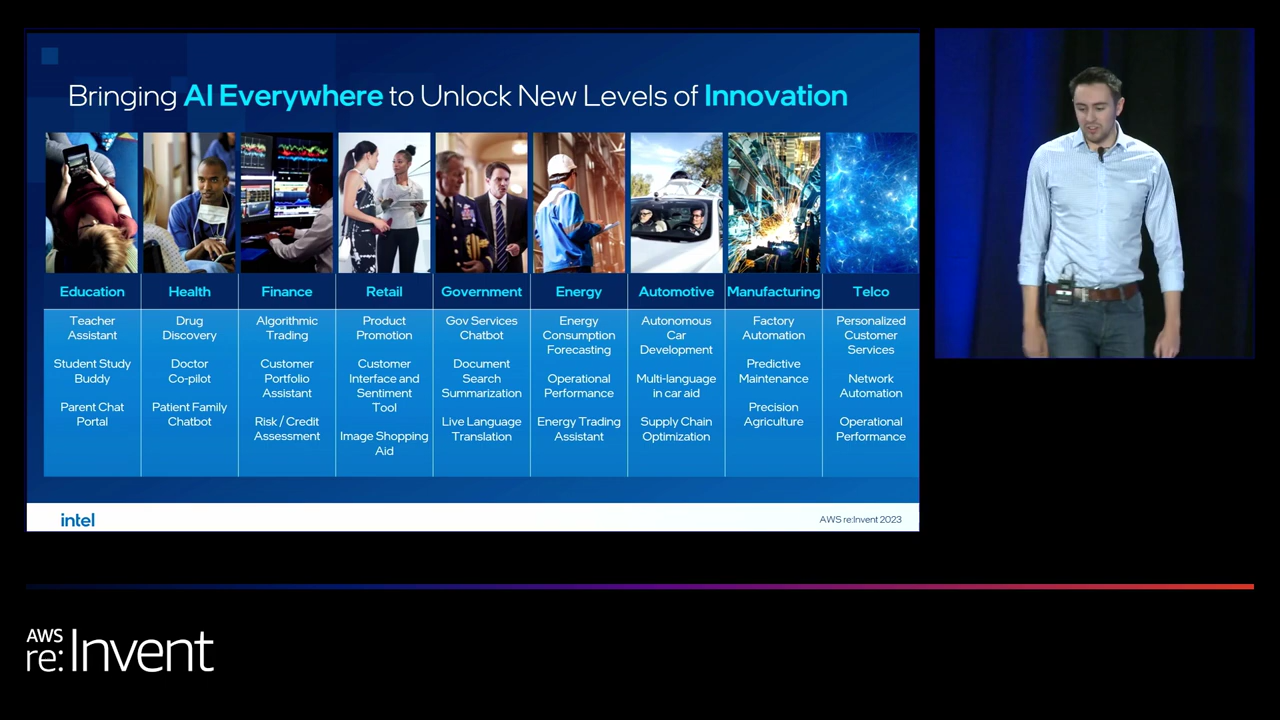 Bringing AI Everywhere to Unlock New Levels of Innovation
Education
Teacher
Assistant
Student Study
Buddy
Parent Chat
Portal
Health
Drug
Discovery
Doctor
Co-pilot
Patient Family
Chatbot
Finance
Algorithmic
Trading
Customer
Portfolio
Assistant
Risk / Credit
Assessment
Retail
Product
Promotion
Customer
Interface and
Sentiment
Tool
Image Shopping
Aid
Government
Gov Services
Chatbot
Document
Search
Summarization
Live Language
Translation
Energy
Energy
Consumption
Forecasting
Operational
Performance
Energy Trading
Assistant
Automotive
Autonomous
Car
Development
Multi-language
in car aid
Supply Chain
Optimization
Manufacturing
Factory
Automation
Predictive
Maintenance
Precision
Agriculture
Telco
Personalized
Customer
Services
Network
Automation
Operational
Performance
intel
AWS re:Invent 2023
AWS
re:Invent